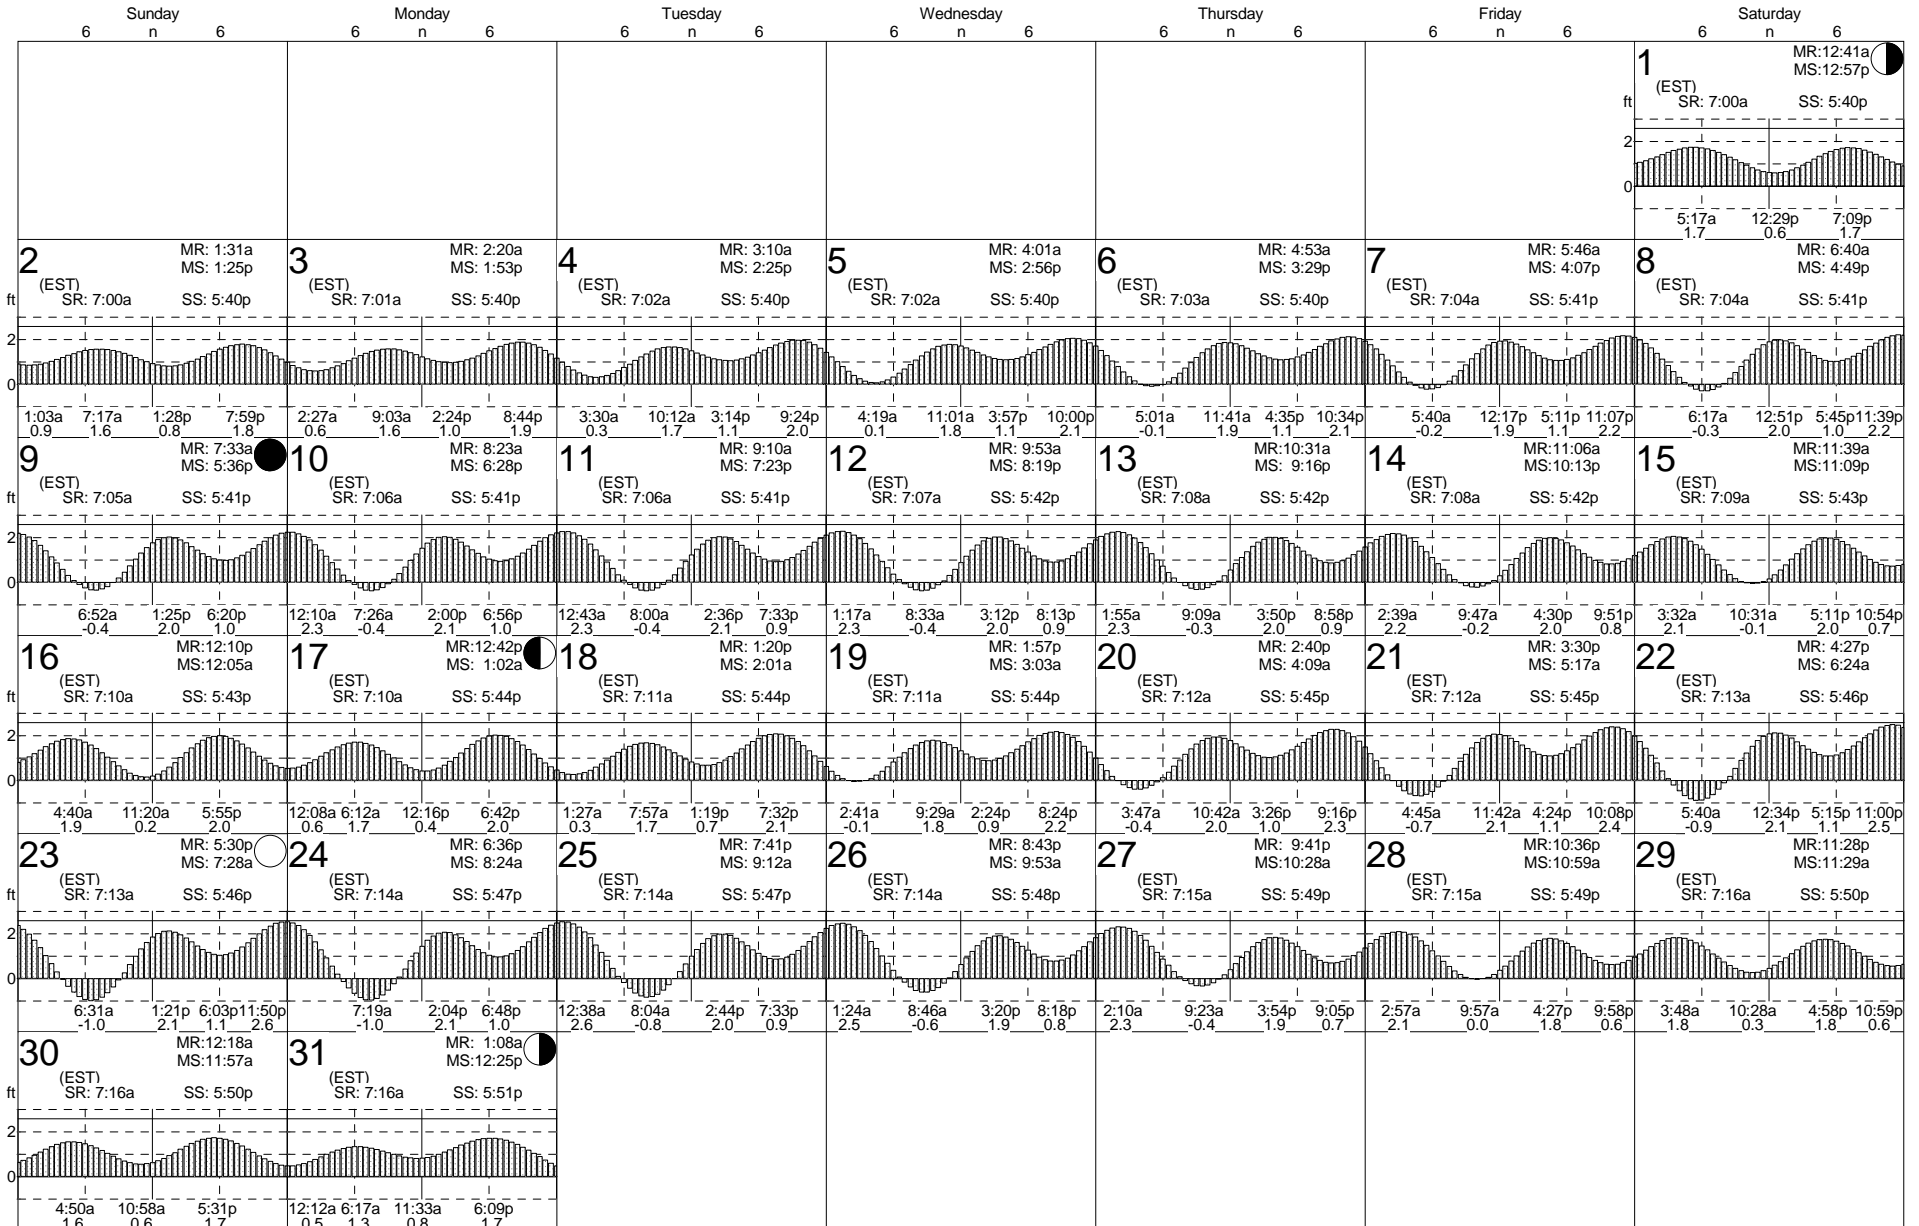 Sunday Monday Tuesday Wednesday Thursday Friday Saturday
6 n 6 6 n 6 6 n 6 6 n 6 6 n 6 6 n 6 6 n 6
1 MR:12:41a
MS:12:57p
(EST)
ft SR: 7:00a SS: 5:40p
2
0
5:17a 12:29p 7:09p
1.7 0.6 1.7
2 MR: 1:31a 3 MR: 2:20a 4 MR: 3:10a 5 MR: 4:01a 6 MR: 4:53a 7 MR: 5:46a 8 MR: 6:40a
MS: 1:25p MS: 1:53p MS: 2:25p MS: 2:56p MS: 3:29p MS: 4:07p MS: 4:49p
(EST) (EST) (EST) (EST) (EST) (EST) (EST)
ft SR: 7:00a SS: 5:40p SR: 7:01a SS: 5:40p SR: 7:02a SS: 5:40p SR: 7:02a SS: 5:40p SR: 7:03a SS: 5:40p SR: 7:04a SS: 5:41p SR: 7:04a SS: 5:41p
2
0
1:03a 7:17a 1:28p 7:59p 2:27a 9:03a 2:24p 8:44p 3:30a 10:12a 3:14p 9:24p 4:19a 11:01a 3:57p 10:00p 5:01a 11:41a 4:35p 10:34p 5:40a 12:17p 5:11p 11:07p 6:17a 12:51p 5:45p 11:39p
0.9 1.6 0.8 1.8 0.6 1.6 1.0 1.9 0.3 1.7 1.1 2.0 0.1 1.8 1.1 2.1 -0.1 1.9 1.1 2.1 -0.2 1.9 1.1 2.2 -0.3 2.0 1.0 2.2
9 MR: 7:33a 10 MR: 8:23a 11 MR: 9:10a 12 MR: 9:53a 13 MR:10:31a 14 MR:11:06a 15 MR:11:39a
MS: 5:36p MS: 6:28p MS: 7:23p MS: 8:19p MS: 9:16p MS:10:13p MS:11:09p
(EST) (EST) (EST) (EST) (EST) (EST) (EST)
ft SR: 7:05a SS: 5:41p SR: 7:06a SS: 5:41p SR: 7:06a SS: 5:41p SR: 7:07a SS: 5:42p SR: 7:08a SS: 5:42p SR: 7:08a SS: 5:42p SR: 7:09a SS: 5:43p
2
0
6:52a 1:25p 6:20p 12:10a 7:26a 2:00p 6:56p 12:43a 8:00a 2:36p 7:33p 1:17a 8:33a 3:12p 8:13p 1:55a 9:09a 3:50p 8:58p 2:39a 9:47a 4:30p 9:51p 3:32a 10:31a 5:11p 10:54p
-0.4 2.0 1.0 2.3 -0.4 2.1 1.0 2.3 -0.4 2.1 0.9 2.3 -0.4 2.0 0.9 2.3 -0.3 2.0 0.9 2.2 -0.2 2.0 0.8 2.1 -0.1 2.0 0.7
16 MR:12:10p 17 MR:12:42p 18 MR: 1:20p 19 MR: 1:57p 20 MR: 2:40p 21 MR: 3:30p 22 MR: 4:27p
MS:12:05a MS: 1:02a MS: 2:01a MS: 3:03a MS: 4:09a MS: 5:17a MS: 6:24a
(EST) (EST) (EST) (EST) (EST) (EST) (EST)
ft SR: 7:10a SS: 5:43p SR: 7:10a SS: 5:44p SR: 7:11a SS: 5:44p SR: 7:11a SS: 5:44p SR: 7:12a SS: 5:45p SR: 7:12a SS: 5:45p SR: 7:13a SS: 5:46p
2
0
4:40a 11:20a 5:55p 12:08a 6:12a 12:16p 6:42p 1:27a 7:57a 1:19p 7:32p 2:41a 9:29a 2:24p 8:24p 3:47a 10:42a 3:26p 9:16p 4:45a 11:42a 4:24p 10:08p 5:40a 12:34p 5:15p 11:00p
1.9 0.2 2.0 0.6 1.7 0.4 2.0 0.3 1.7 0.7 2.1 -0.1 1.8 0.9 2.2 -0.4 2.0 1.0 2.3 -0.7 2.1 1.1 2.4 -0.9 2.1 1.1 2.5
23 MR: 5:30p 24 MR: 6:36p 25 MR: 7:41p 26 MR: 8:43p 27 MR: 9:41p 28 MR:10:36p 29 MR:11:28p
MS: 7:28a MS: 8:24a MS: 9:12a MS: 9:53a MS:10:28a MS:10:59a MS:11:29a
(EST) (EST) (EST) (EST) (EST) (EST) (EST)
ft SR: 7:13a SS: 5:46p SR: 7:14a SS: 5:47p SR: 7:14a SS: 5:47p SR: 7:14a SS: 5:48p SR: 7:15a SS: 5:49p SR: 7:15a SS: 5:49p SR: 7:16a SS: 5:50p
2
0
6:31a 1:21p 6:03p 11:50p 7:19a 2:04p 6:48p 12:38a 8:04a 2:44p 7:33p 1:24a 8:46a 3:20p 8:18p 2:10a 9:23a 3:54p 9:05p 2:57a 9:57a 4:27p 9:58p 3:48a 10:28a 4:58p 10:59p
-1.0 2.1 1.1 2.6 -1.0 2.1 1.0 2.6 -0.8 2.0 0.9 2.5 -0.6 1.9 0.8 2.3 -0.4 1.9 0.7 2.1 0.0 1.8 0.6 1.8 0.3 1.8 0.6
30 MR:12:18a 31 MR: 1:08a
MS:11:57a MS:12:25p
(EST) (EST)
ft SR: 7:16a SS: 5:50p SR: 7:16a SS: 5:51p
2
0
4:50a 10:58a 5:31p 12:12a 6:17a 11:33a 6:09p
1.6 0.6 1.7 0.5 1.3 0.8 1.7